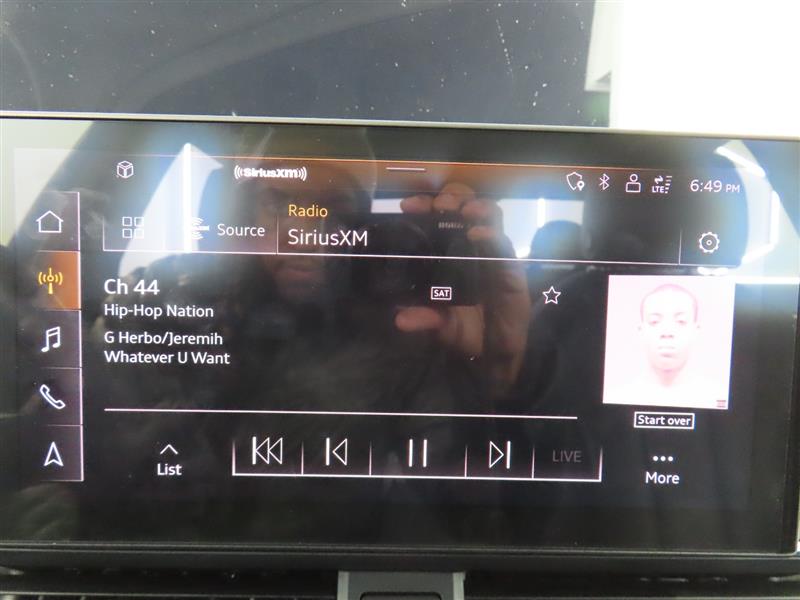 SiriusXM
LTE
6:49 PM
Source
Radio
SiriusXM
Ch 44
SAT
Hip-Hop Nation
G Herbo/Jeremih
Whatever U Want
Start over
List
LIVE
More